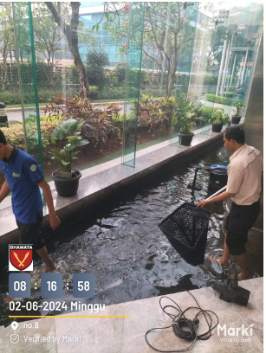 BHAWATA
08 : 16 : 58
02-06-2024 Minggu
no.8
Verified by Marki
Marki